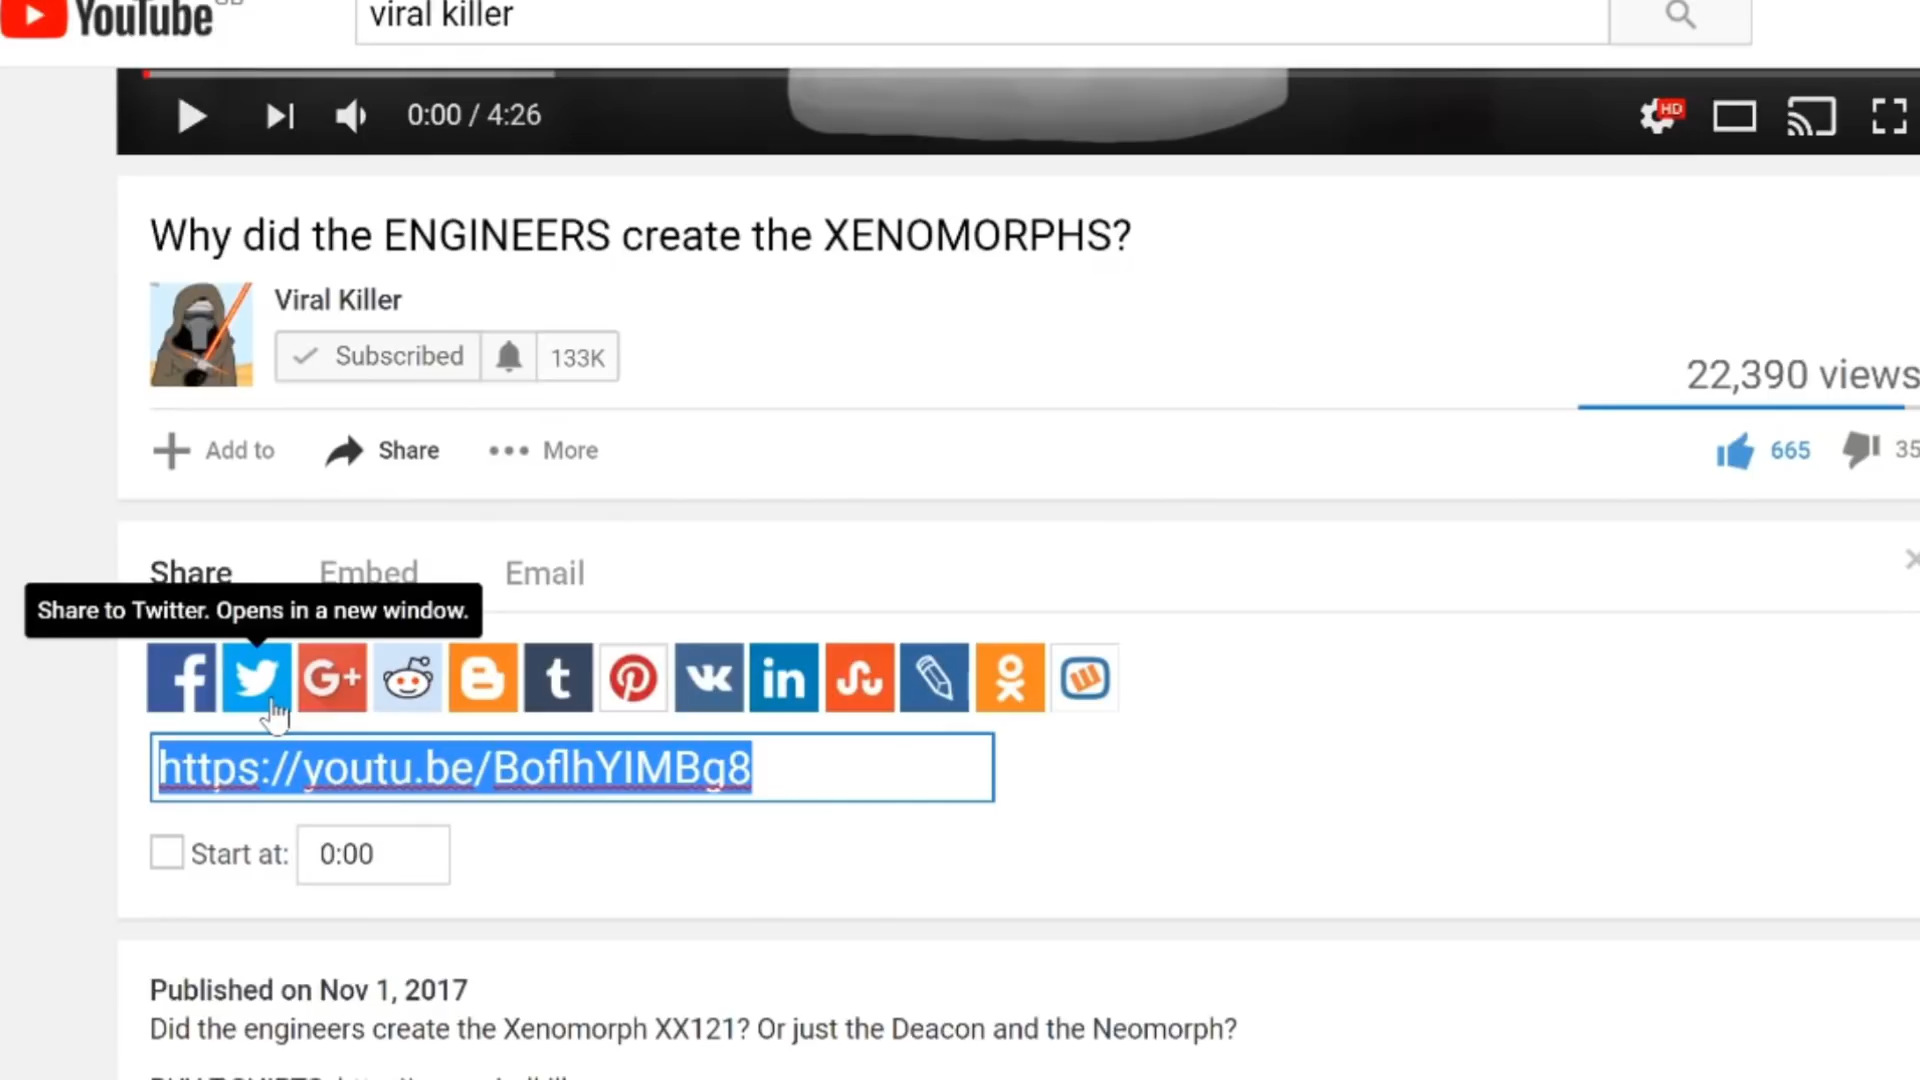 YouTube
viral killer
0:00 / 4:26
HD
Why did the ENGINEERS create the XENOMORPHS?
Viral Killer
Subscribed 133K
22,390 views
Add to Share More
665 35
Share Embed Email
Share to Twitter. Opens in a new window.
G+ t vk in
https://youtu.be/BoflhYIMBg8
Start at: 0:00
Published on Nov 1, 2017
Did the engineers create the Xenomorph XX121? Or just the Deacon and the Neomorph?